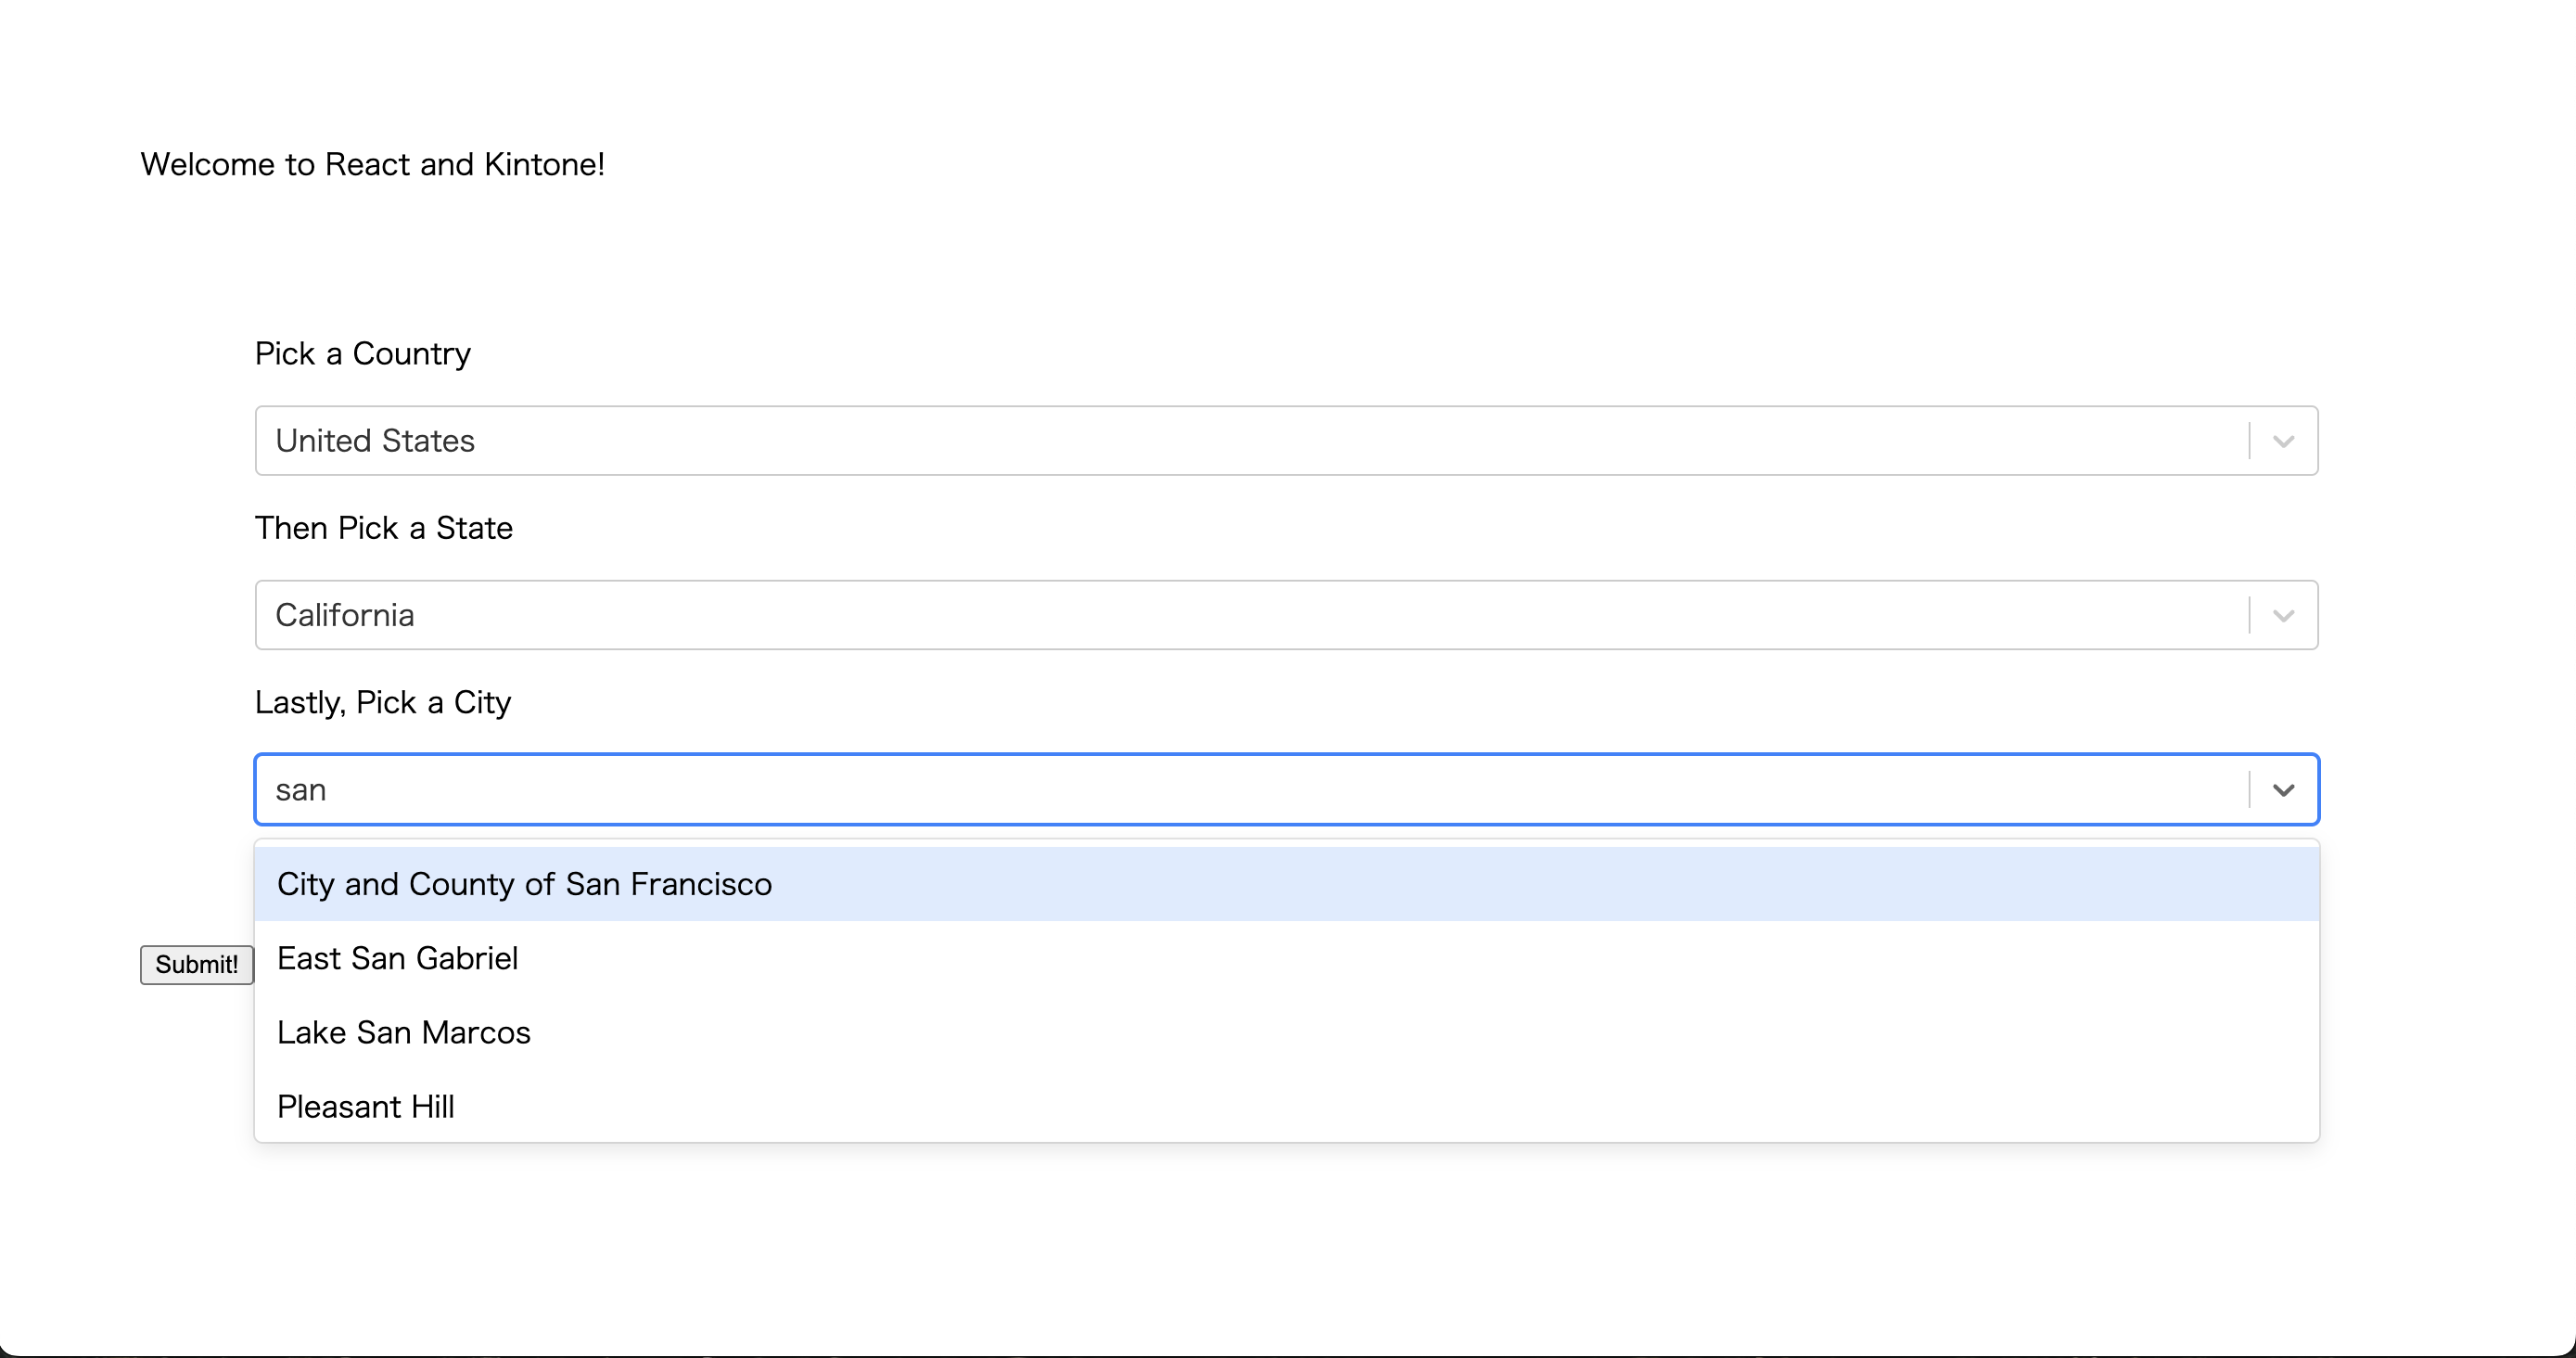 Welcome to React and Kintone!
Pick a Country
United States
Then Pick a State
California
Lastly, Pick a City
san
City and County of San Francisco
East San Gabriel
Submit!
Lake San Marcos
Pleasant Hill